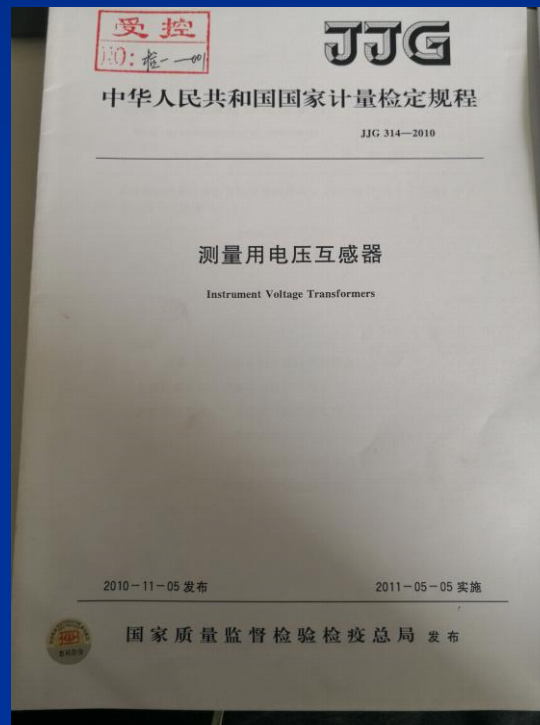 受控
NO:
JJG
中华人民共和国国家计量检定规程
JJG 314—2010
测量用电压互感器
Instrument Voltage Transformers
2010－11－05 发布
2011－05－05 实施
国家质量监督检验检疫总局 发布